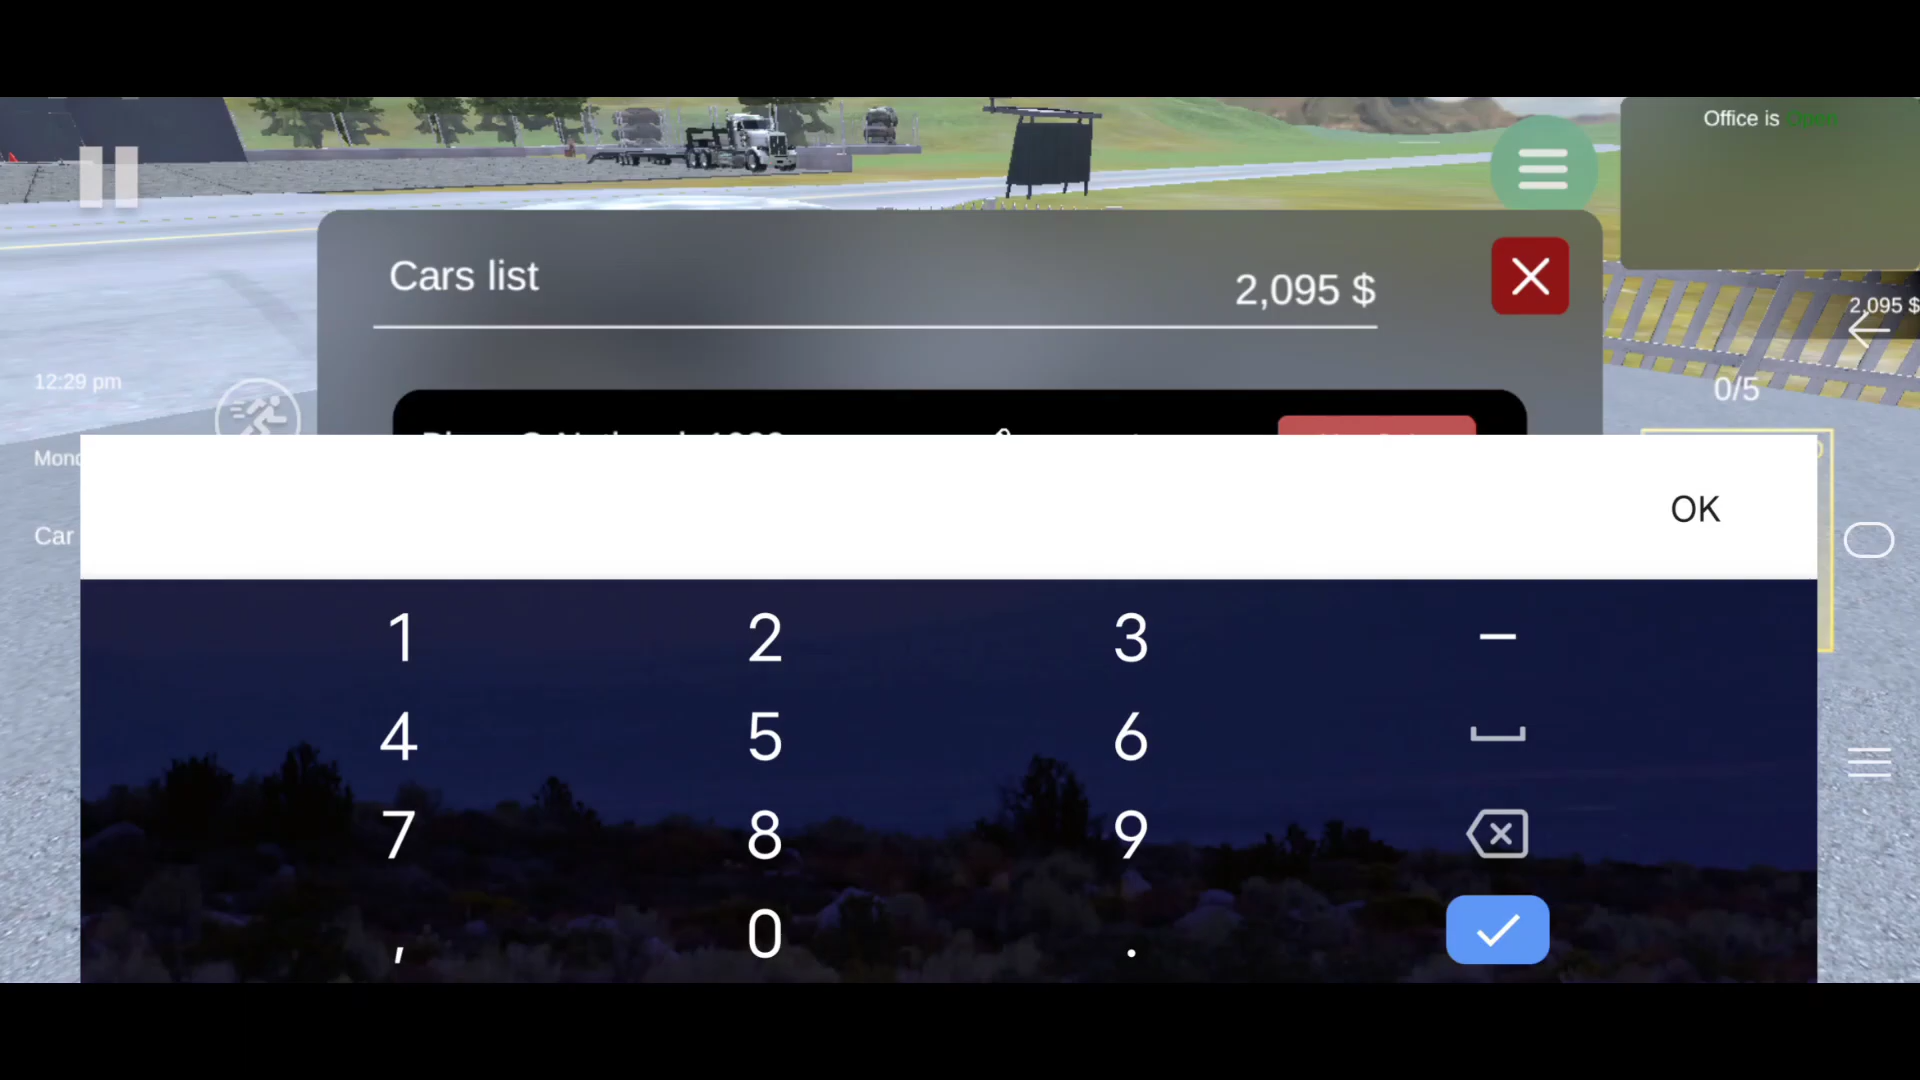 Office is Open
Cars list
2,095 $
2,095 $
12:29 pm
0/5
Car
OK
1 2 3 –
4 5 6
7 8 9
, 0 .